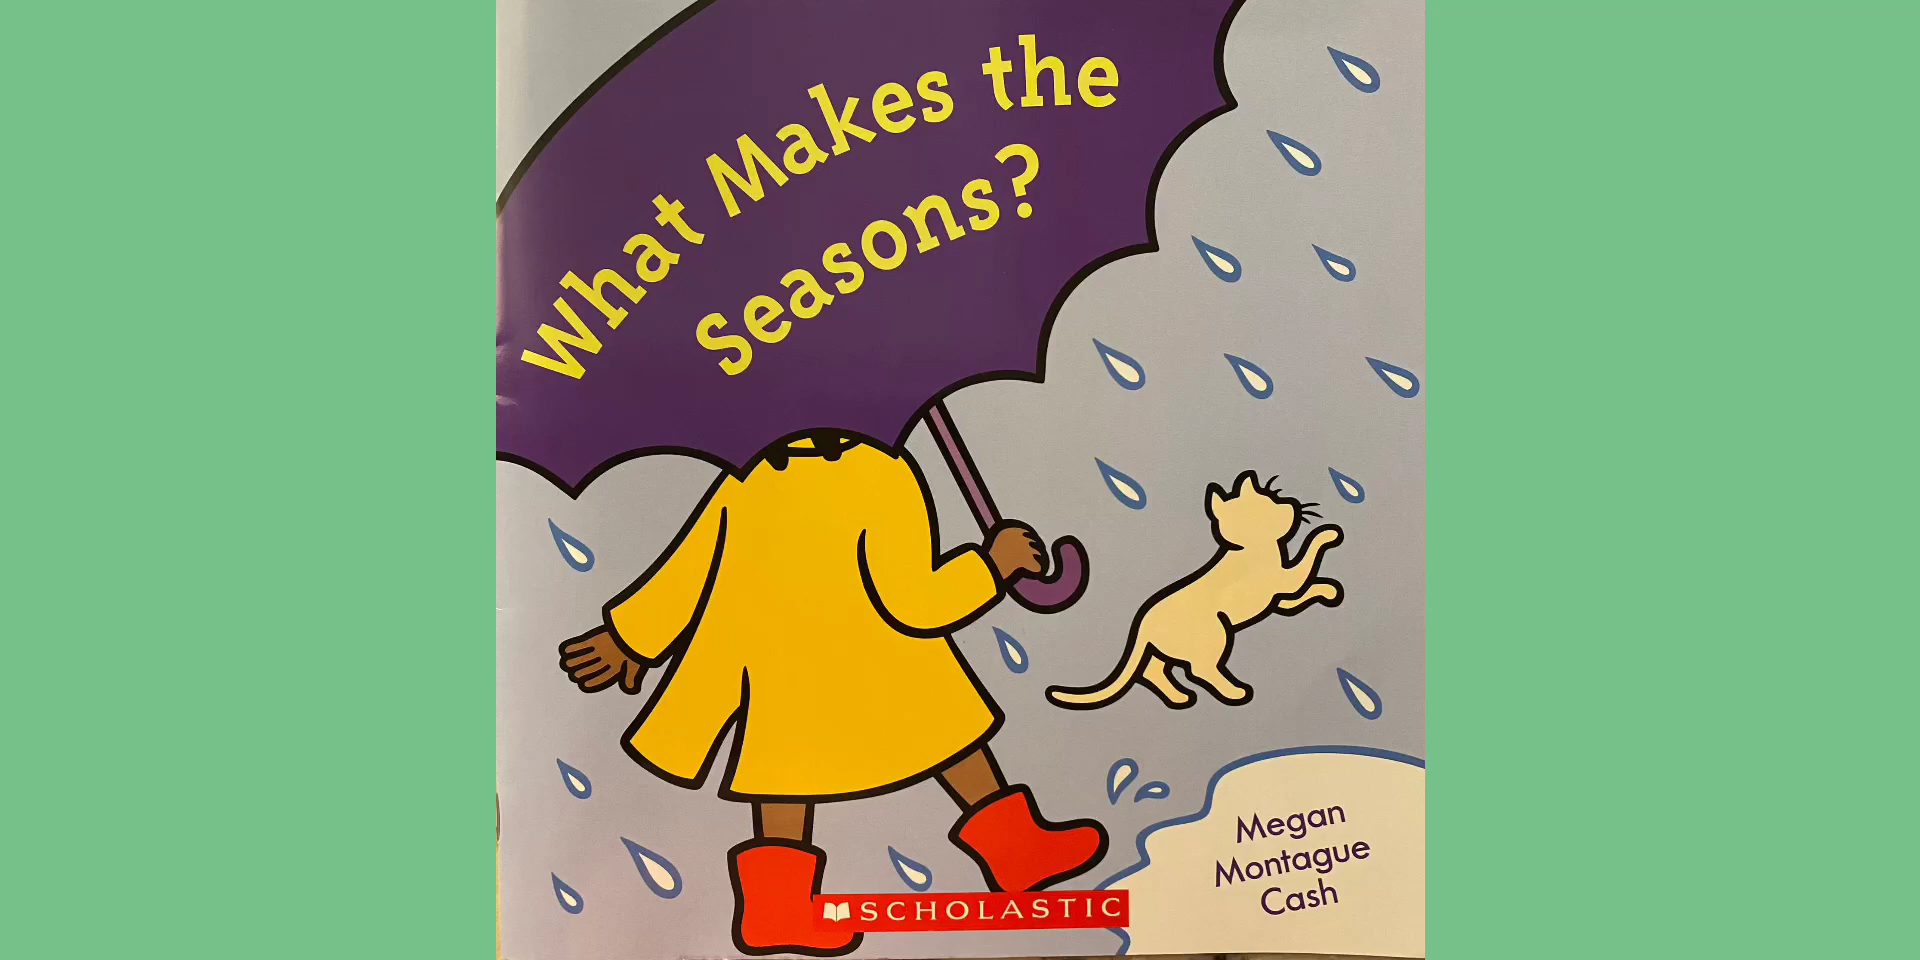 What Makes the
Seasons?
Megan
Montague
Cash
SCHOLASTIC